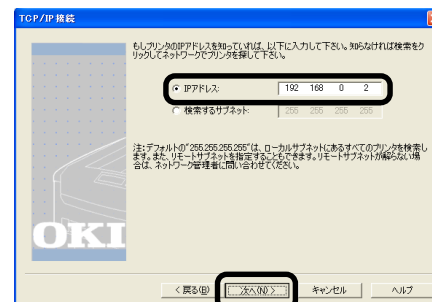 TCP/IP 接続
もしプリンタのIPアドレスを知っていれば、以下に入力して下さい。知らなければ検索をク
リックしてネットワークでプリンタを探して下さい。
IPアドレス: 192 168 0 2
検索するサブネット: 255 255 255 255
注:デフォルトの"255.255.255.255"は、ローカルサブネットにあるすべてのプリンタを検索し
ます。また、リモートサブネットを指定することもできます。リモートサブネットが解らない場
合は、ネットワーク管理者に問い合わせてください。
OKI
< 戻る(B) 次へ(N) > キャンセル ヘルプ